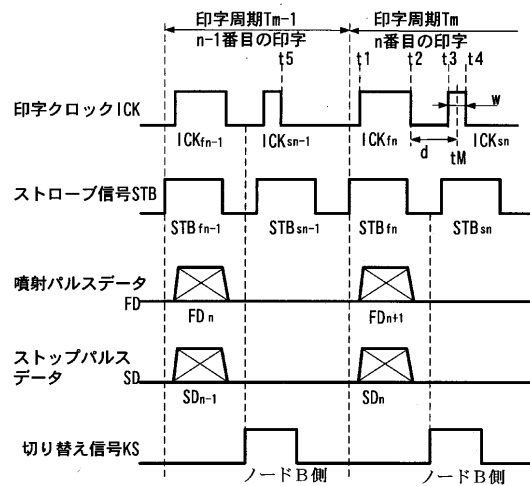 印字周期Tm-1
印字周期Tm
n-1番目の印字
n番目の印字
t5
t1
t2
t3
t4
印字クロックICK
W
ICKfn-1
ICKsn-1
ICKfn
d
tM
ICKsn
ストローブ信号STB
STBfn-1
STBsn-1
STBfn
STBsn
噴射パルスデータ
FD
FDn
FDn+1
ストップパルス
データ SD
SDn-1
SDn
切り替え信号KS
ノードB側
ノードB側